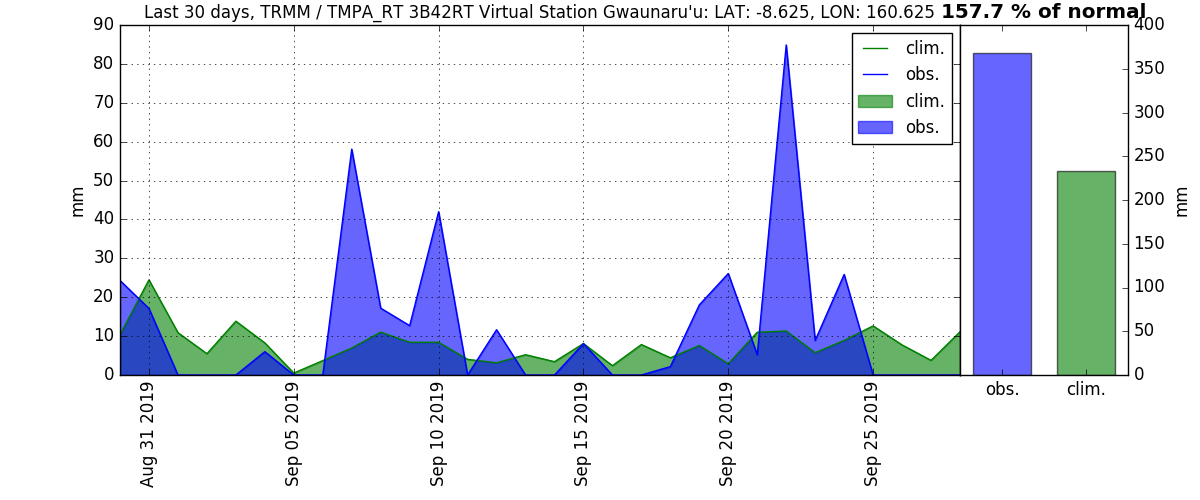 Last 30 days, TRMM / TMPA_RT 3B42RT Virtual Station Gwaunaru'u: LAT: -8.625, LON: 160.625 157.7 % of normal
90
80
70
60
50
40
30
20
10
0
mm
Aug 31 2019
Sep 05 2019
Sep 10 2019
Sep 15 2019
Sep 20 2019
Sep 25 2019
clim.
obs.
clim.
obs.
400
350
300
250
200
150
100
50
0
mm
obs. clim.